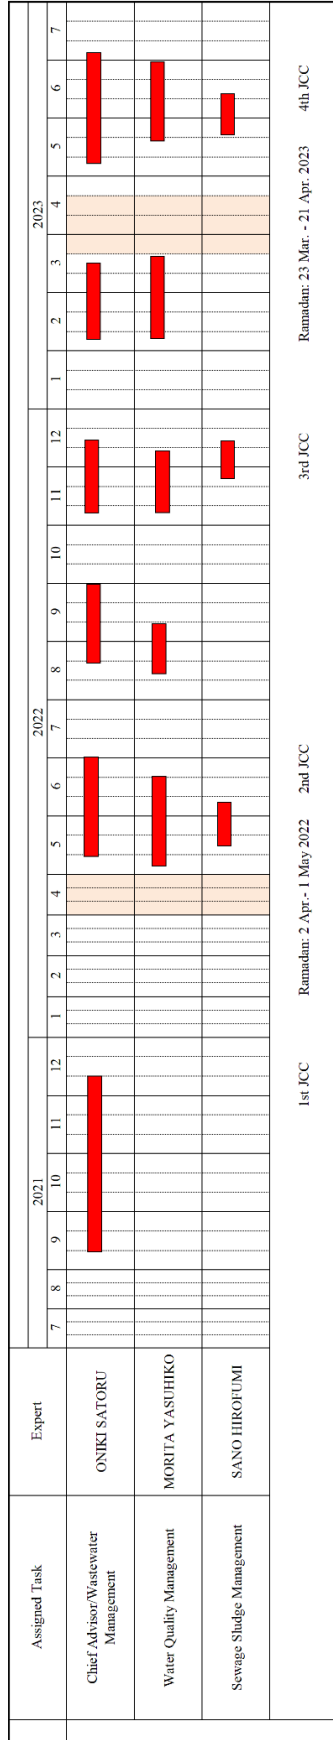 Assigned Task
Expert
2021
2022
2023
7
8
9
10
11
12
1
2
3
4
5
6
7
8
9
10
11
12
1
2
3
4
5
6
7
Chief Advisor/Wastewater
Management
ONIKI SATORU
Water Quality Management
MORITA YASUHIKO
Sewage Sludge Management
SANO HIROFUMI
1st JCC
Ramadan: 2 Apr.- 1 May 2022
2nd JCC
3rd JCC
Ramadan: 23 Mar. - 21 Apr. 2023
4th JCC